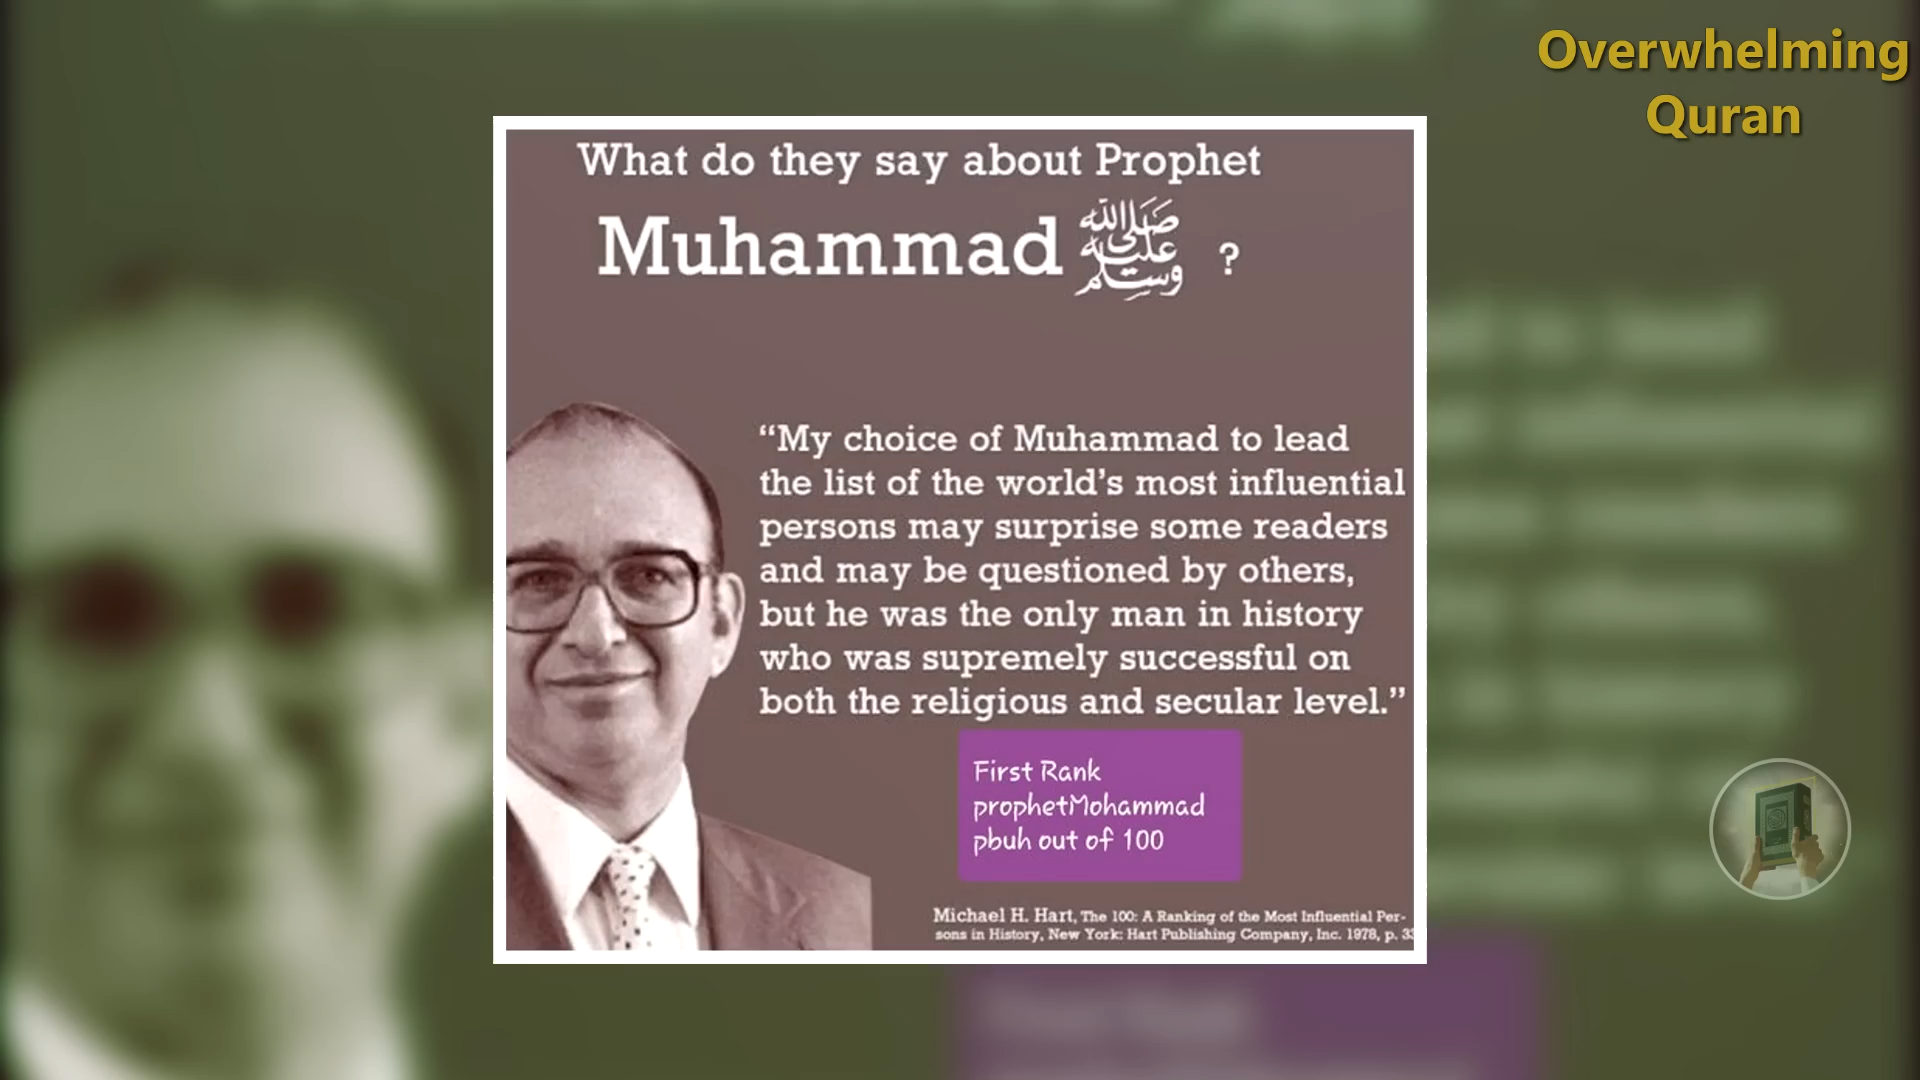 Overwhelming
Quran
What do they say about Prophet
Muhammad صلى الله عليه وسلم ?
“My choice of Muhammad to lead
the list of the world’s most influential
persons may surprise some readers
and may be questioned by others,
but he was the only man in history
who was supremely successful on
both the religious and secular level.”
First Rank
prophetMohammad
pbuh out of 100
Michael H. Hart, The 100: A Ranking of the Most Influential Per-
sons in History, New York: Hart Publishing Company, Inc. 1978, p. 33